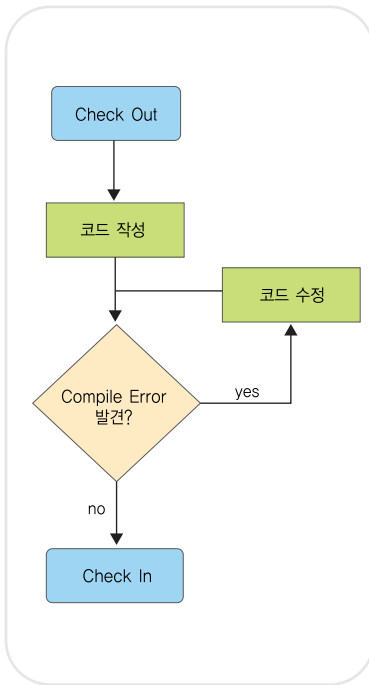 Check Out
코드 작성
코드 수정
Compile Error
발견?
yes
no
Check In